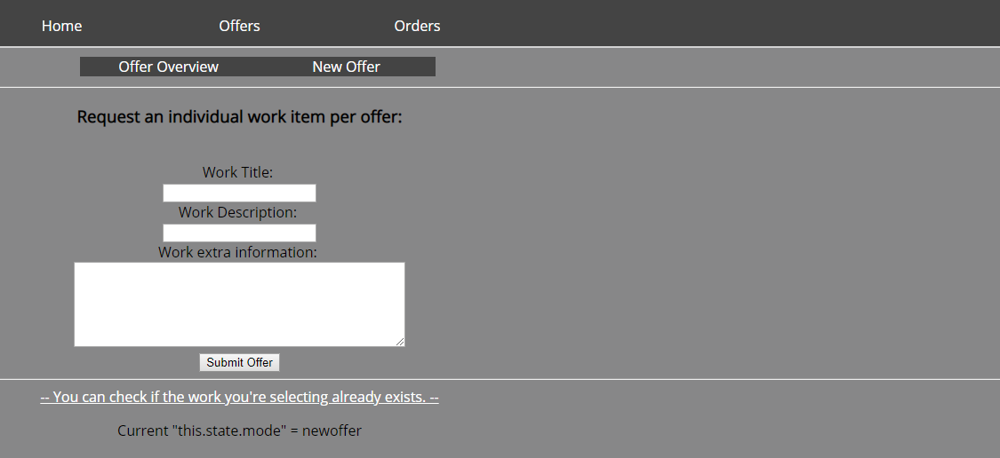 Home Offers Orders
Offer Overview New Offer
Request an individual work item per offer:
Work Title:
Work Description:
Work extra information:
Submit Offer
-- You can check if the work you're selecting already exists. --
Current "this.state.mode" = newoffer